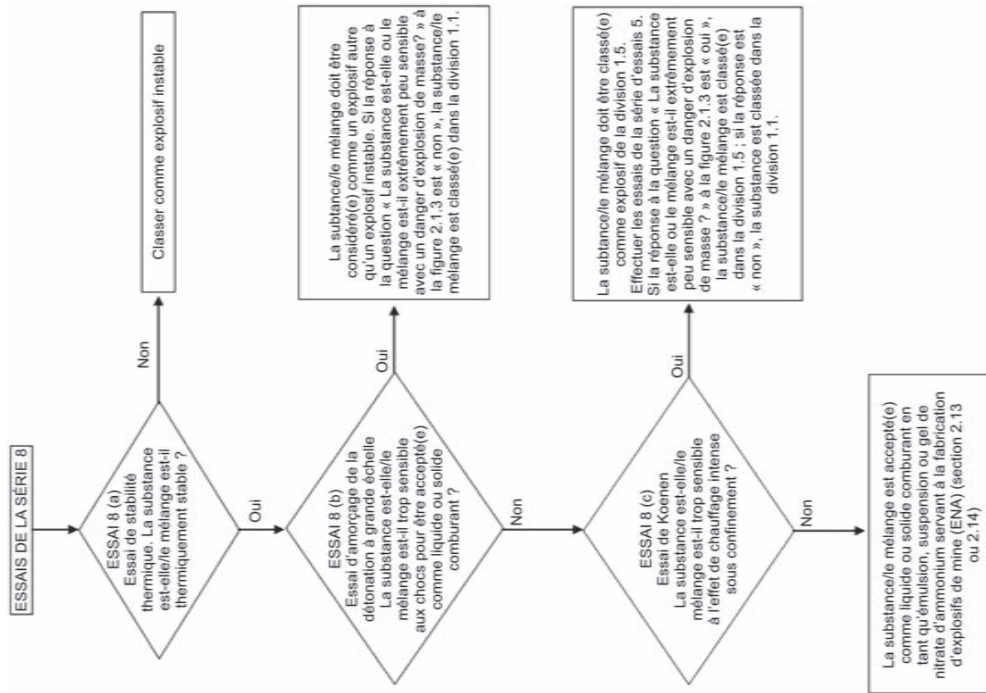 ESSAIS DE LA SÉRIE 8
ESSAI 8 (a)
Essai de stabilité
thermique. La substance
est-elle/le mélange est-il
thermiquement stable ?
Non
Classer comme explosif instable
Oui
ESSAI 8 (b)
Essai d'amorçage de la
détonation à grande échelle
La substance est-elle/le
mélange est-il trop sensible
aux chocs pour être accepté(e)
comme liquide ou solide
comburant ?
Oui
La subtance/le mélange doit être
considéré(e) comme un explosif autre
qu'un explosif instable. Si la réponse à
la question « La substance est-elle ou le
mélange est-il extrêmement peu sensible
avec un danger d'explosion de masse? » à
la figure 2.1.3 est « non », la substance/le
mélange est classé(e) dans la division 1.1.
Non
ESSAI 8 (c)
Essai de Koenen
La substance est-elle/le
mélange est-il trop sensible
à l'effet de chauffage intense
sous confinement ?
Oui
La subtance/le mélange doit être classé(e)
comme explosif de la division 1.5.
Effectuer les essais de la série d'essais 5.
Si la réponse à la question « La substance
est-elle ou le mélange est-il extrêmement
peu sensible avec un danger d'explosion
de masse ? » à la figure 2.1.3 est « oui »,
la substance/le mélange est classé(e)
dans la division 1.5 ; si la réponse est
« non », la substance est classée dans la
division 1.1.
Non
La substance/le mélange est accepté(e)
comme liquide ou solide comburant en
tant qu'émulsion, suspension ou gel de
nitrate d'ammonium servant à la fabrication
d'explosifs de mine (ENA) (section 2.13
ou 2.14)